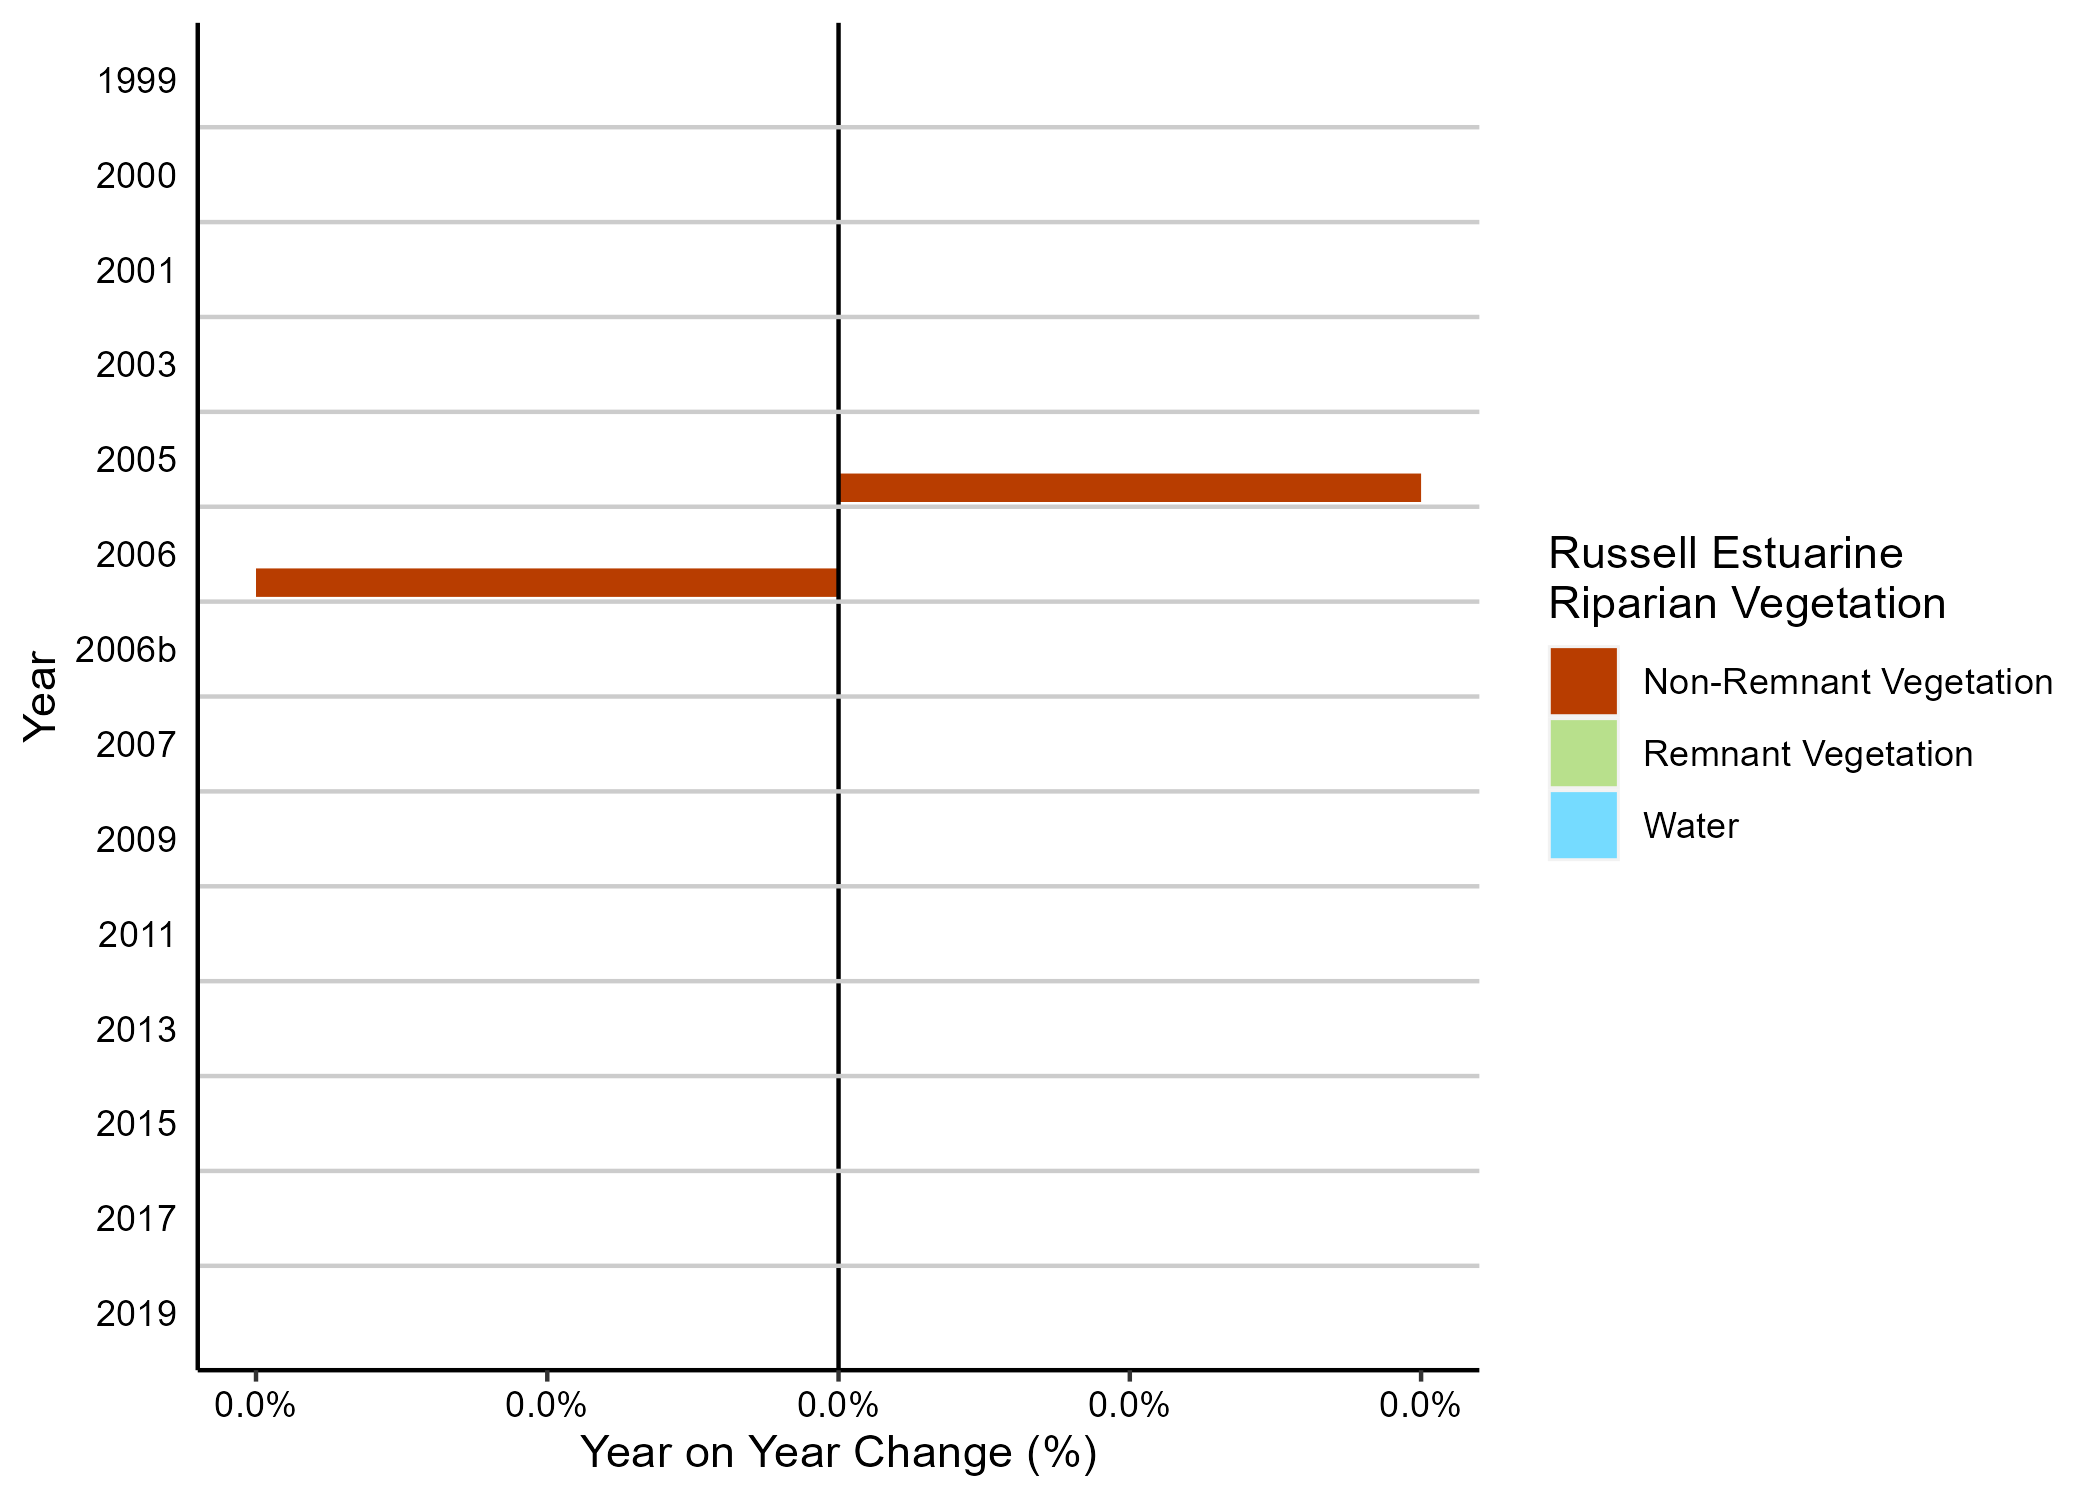 1999
2000
2001
2003
2005
2006
2006b
2007
2009
2011
2013
2015
2017
2019
Year
0.0% 0.0% 0.0% 0.0% 0.0%
Year on Year Change (%)
Russell Estuarine
Riparian Vegetation
Non-Remnant Vegetation
Remnant Vegetation
Water